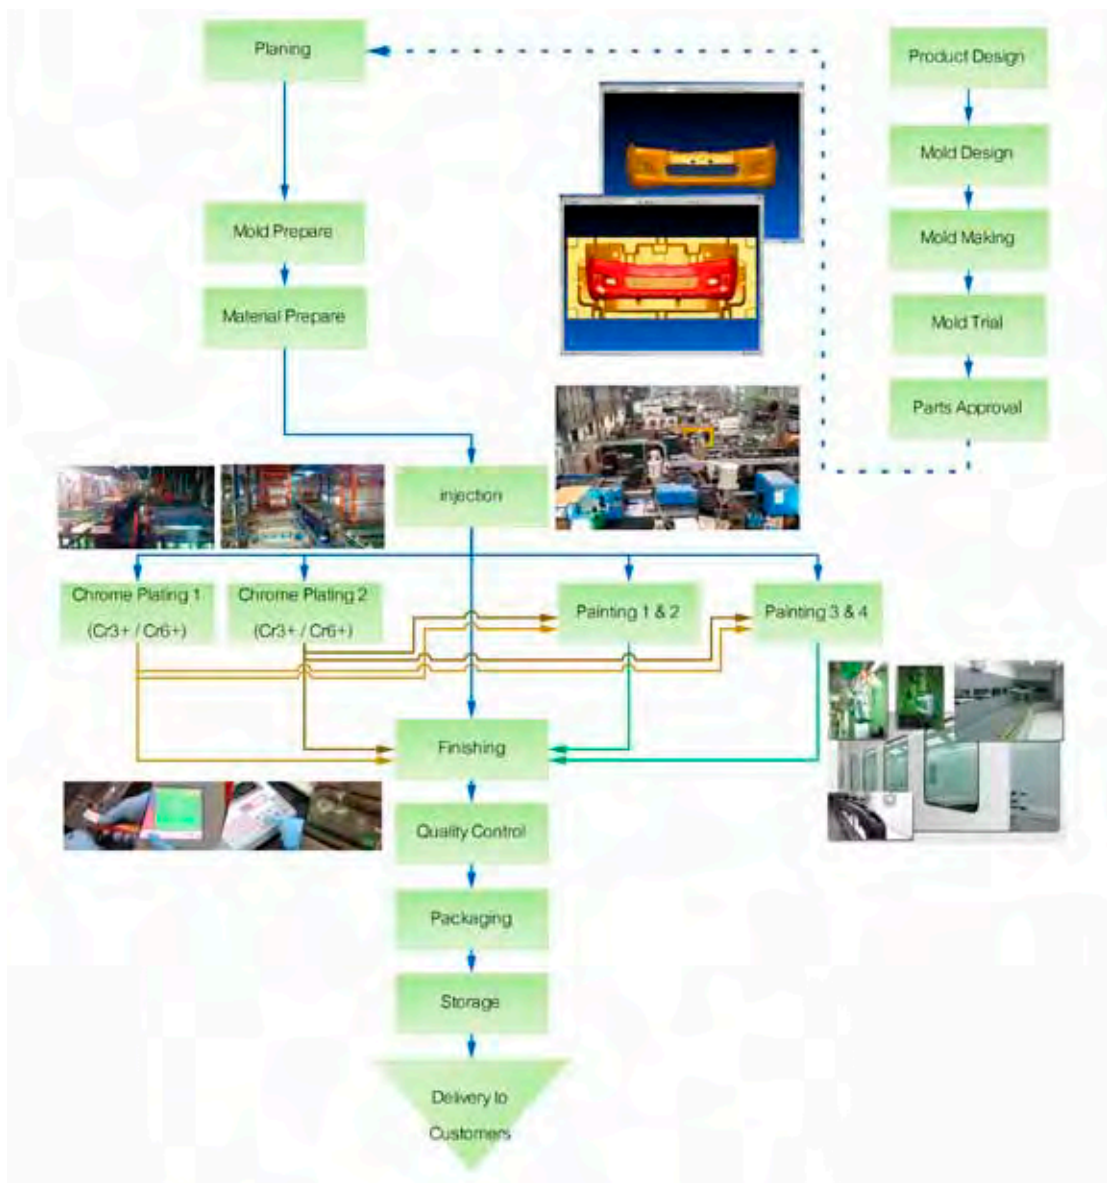 Planing
Product Design
Mold Design
Mold Making
Mold Trial
Parts Approval
Mold Prepare
Material Prepare
injection
Chrome Plating 1
(Cr3+ / Cr6+)
Chrome Plating 2
(Cr3+ / Cr6+)
Painting 1 & 2
Painting 3 & 4
Finishing
Quality Control
Packaging
Storage
Delivery to
Customers